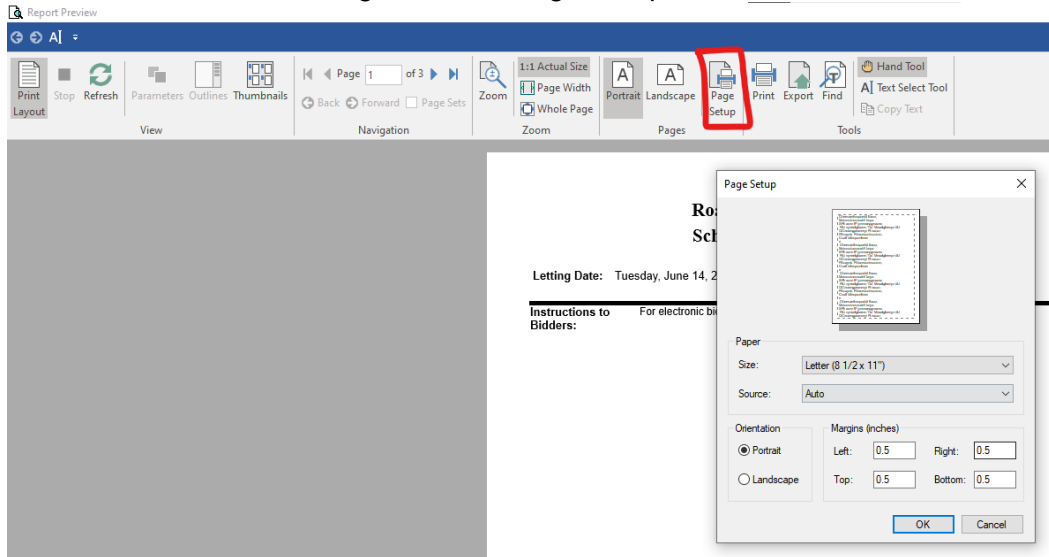 Report Preview
Print Layout
Stop
Refresh
Parameters
Outlines
Thumbnails
View
Page 1 of 3
Back
Forward
Page Sets
Navigation
Zoom
1:1 Actual Size
Page Width
Whole Page
Zoom
Portrait
Landscape
Page Setup
Pages
Print
Export
Find
Hand Tool
Text Select Tool
Copy Text
Tools
Letting Date: Tuesday, June 14, 2
Instructions to For electronic
Bidders:
Page Setup
Paper
Size: Letter (8 1/2 x 11")
Source: Auto
Orientation
Portrait
Landscape
Margins (inches)
Left: 0.5 Right: 0.5
Top: 0.5 Bottom: 0.5
OK Cancel